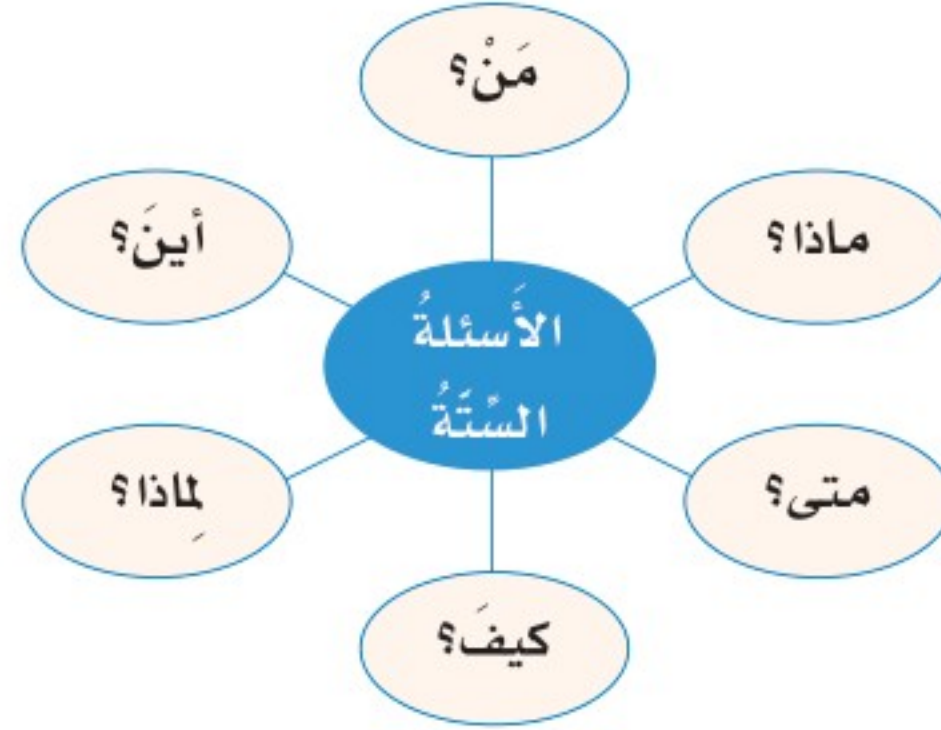 مَنْ؟
ماذا؟
أينَ؟
الأَسئلةُ
السِّتَّةُ
متى؟
لِماذا؟
كيفَ؟